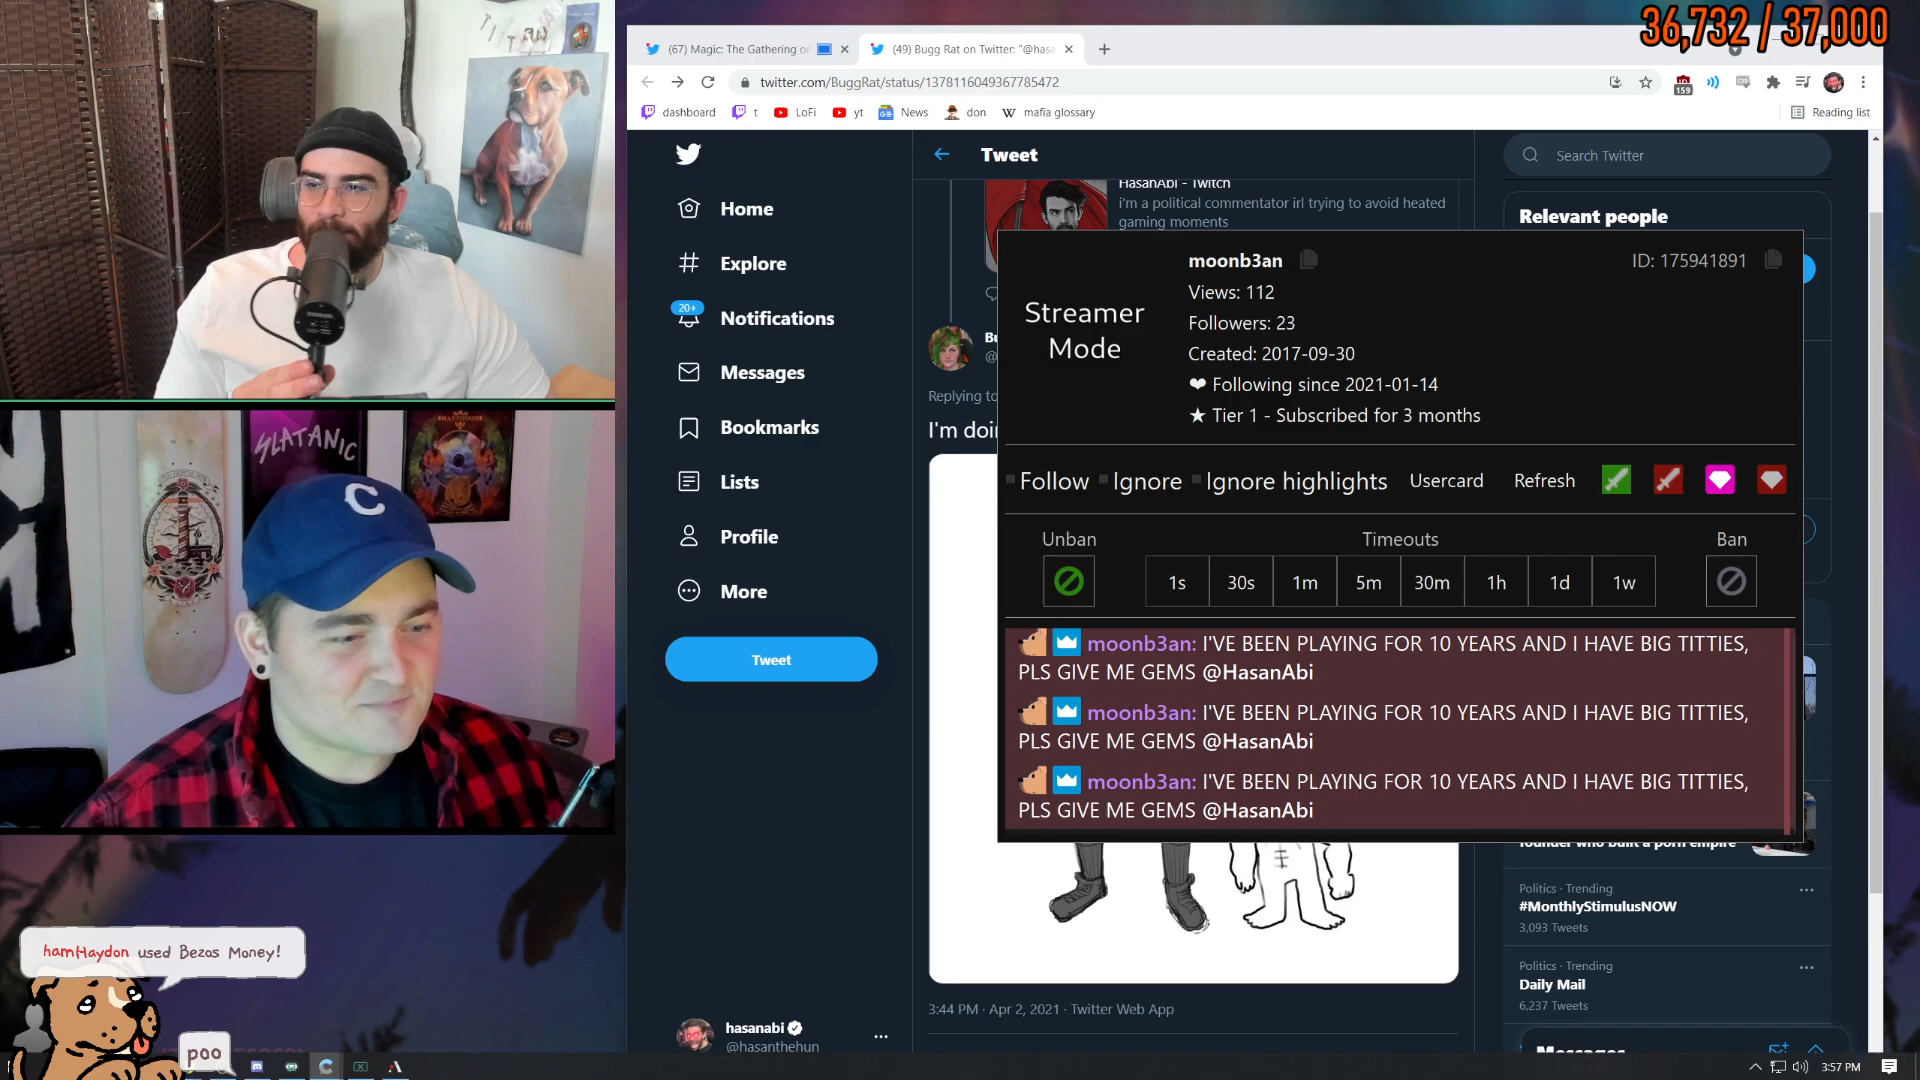 36,732 / 37,000
(67) Magic: The Gathering on
(49) Bugg Rat on Twitter: "@hasa
twitter.com/BuggRat/status/1378116049367785472
159
dashboard
t
LoFi
yt
News
don
mafia glossary
Reading list
SLATANIC
MASTODON
C
Home
Explore
20+
Notifications
Messages
Bookmarks
Lists
Profile
More
Tweet
hasanabi
@hasanthehun
Tweet
HasanAbi - Twitch
i'm a political commentator irl trying to avoid heated
gaming moments
Replying to
I'm doi
Search Twitter
Relevant people
Streamer
Mode
moonb3an
ID: 175941891
Views: 112
Followers: 23
Created: 2017-09-30
❤ Following since 2021-01-14
★ Tier 1 - Subscribed for 3 months
Follow
Ignore
Ignore highlights
Usercard
Refresh
Unban
Timeouts
Ban
1s
30s
1m
5m
30m
1h
1d
1w
moonb3an: I'VE BEEN PLAYING FOR 10 YEARS AND I HAVE BIG TITTIES,
PLS GIVE ME GEMS @HasanAbi
moonb3an: I'VE BEEN PLAYING FOR 10 YEARS AND I HAVE BIG TITTIES,
PLS GIVE ME GEMS @HasanAbi
moonb3an: I'VE BEEN PLAYING FOR 10 YEARS AND I HAVE BIG TITTIES,
PLS GIVE ME GEMS @HasanAbi
founder who built a porn empire
Politics · Trending
#MonthlyStimulusNOW
3,093 Tweets
Politics · Trending
Daily Mail
6,237 Tweets
Messages
3:44 PM · Apr 2, 2021 · Twitter Web App
hamHaydon used Bezos Money!
poo
3:57 PM